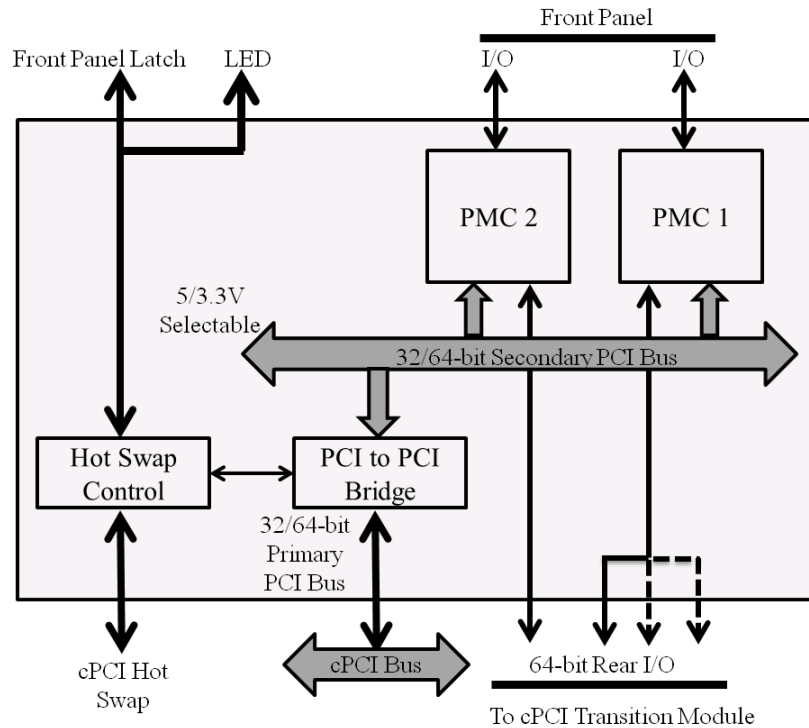 Front Panel
Front Panel Latch
LED
I/O
I/O
PMC 2
PMC 1
5/3.3V
Selectable
32/64-bit Secondary PCI Bus
Hot Swap
Control
PCI to PCI
Bridge
32/64-bit
Primary
PCI Bus
cPCI Hot
Swap
cPCI Bus
64-bit Rear I/O
To cPCI Transition Module